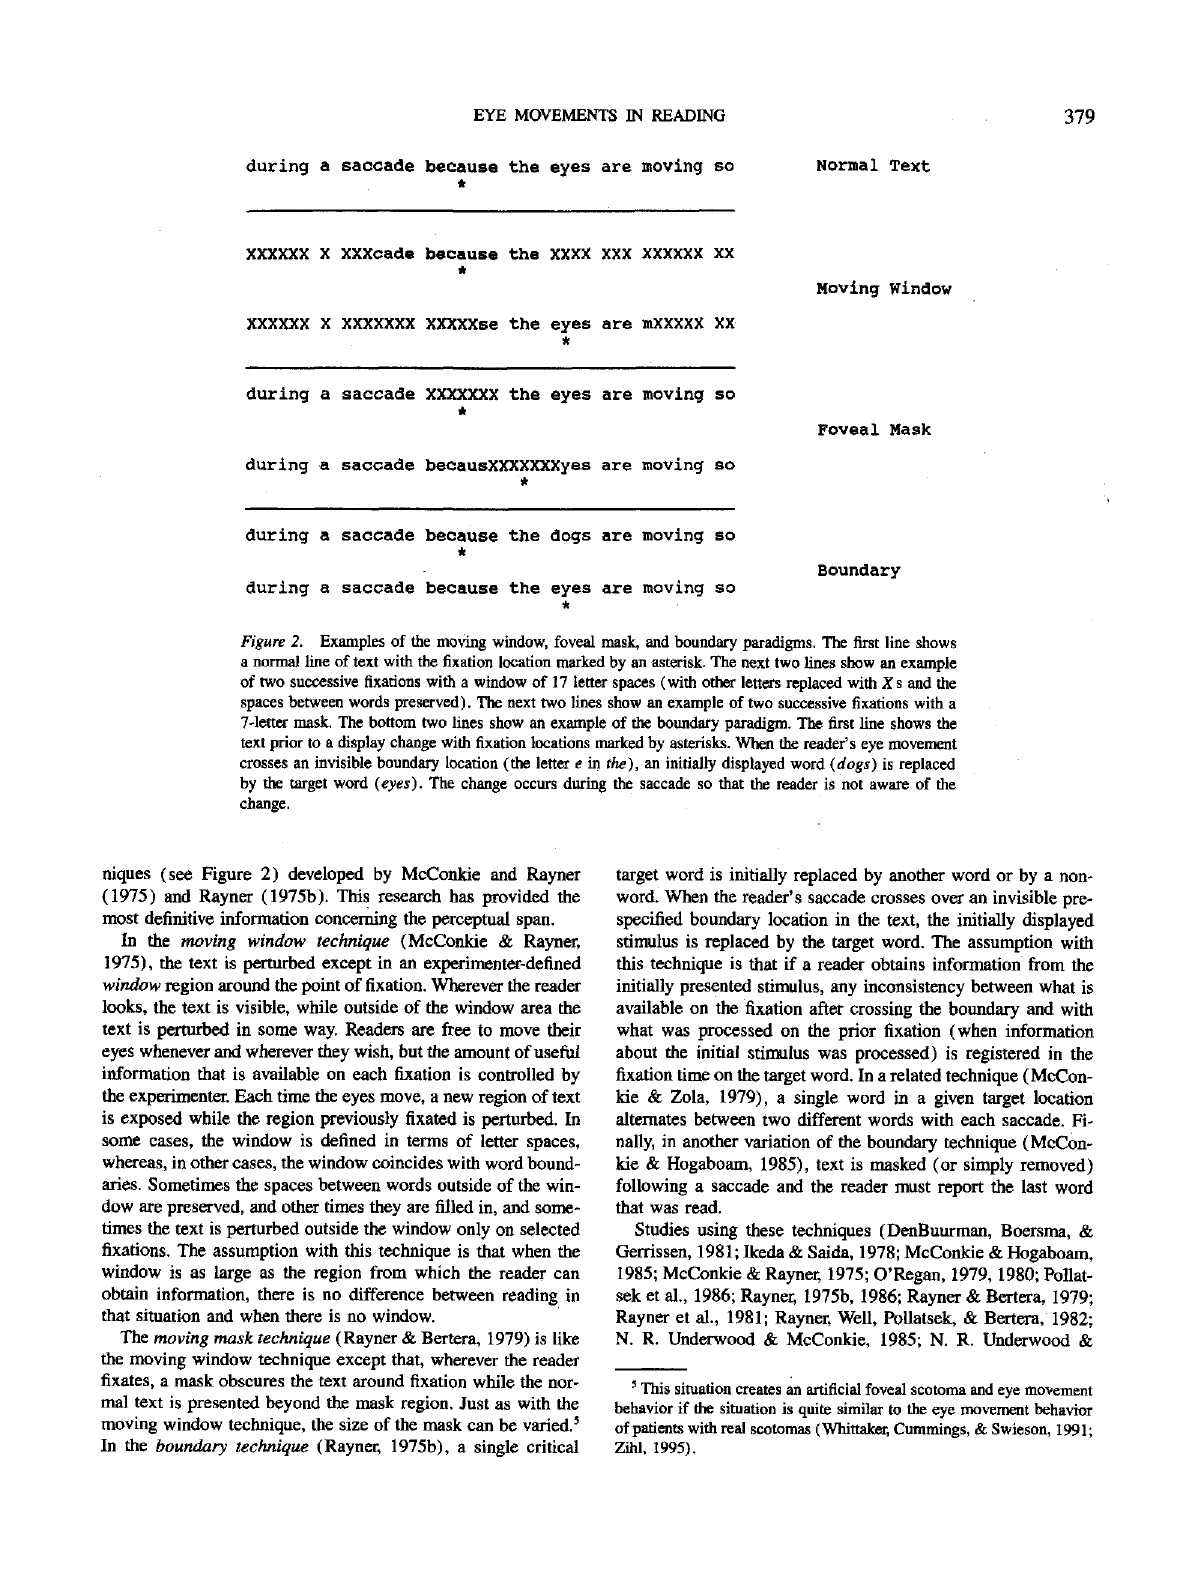 EYE MOVEMENTS IN READING 379
during a saccade because the eyes are moving so Normal Text
*
XXXXXX X XXXcade because the XXXX XXX XXXXXX XX
*
Moving Window
XXXXXX X XXXXXXX XXXXXse the eyes are mXXXXX XX
*
during a saccade XXXXXXX the eyes are moving so
*
Foveal Mask
during a saccade becausXXXXXXXyes are moving so
*
during a saccade because the dogs are moving so
*
Boundary
during a saccade because the eyes are moving so
*
Figure 2. Examples of the moving window, foveal mask, and boundary paradigms. The first line shows
a normal line of text with the fixation location marked by an asterisk. The next two lines show an example
of two successive fixations with a window of 17 letter spaces (with other letters replaced with Xs and the
spaces between words preserved). The next two lines show an example of two successive fixations with a
7-letter mask. The bottom two lines show an example of the boundary paradigm. The first line shows the
text prior to a display change with fixation locations marked by asterisks. When the reader's eye movement
crosses an invisible boundary location (the letter e in the), an initially displayed word (dogs) is replaced
by the target word (eyes). The change occurs during the saccade so that the reader is not aware of the
change.
niques (see Figure 2) developed by McConkie and Rayner
(1975) and Rayner (1975b). This research has provided the
most definitive information concerning the perceptual span.
In the moving window technique (McConkie & Rayner,
1975), the text is perturbed except in an experimenter-defined
window region around the point of fixation. Wherever the reader
looks, the text is visible, while outside of the window area the
text is perturbed in some way. Readers are free to move their
eyes whenever and wherever they wish, but the amount of useful
information that is available on each fixation is controlled by
the experimenter. Each time the eyes move, a new region of text
is exposed while the region previously fixated is perturbed. In
some cases, the window is defined in terms of letter spaces,
whereas, in other cases, the window coincides with word bound-
aries. Sometimes the spaces between words outside of the win-
dow are preserved, and other times they are filled in, and some-
times the text is perturbed outside the window only on selected
fixations. The assumption with this technique is that when the
window is as large as the region from which the reader can
obtain information, there is no difference between reading in
that situation and when there is no window.
The moving mask technique (Rayner & Bertera, 1979) is like
the moving window technique except that, wherever the reader
fixates, a mask obscures the text around fixation while the nor-
mal text is presented beyond the mask region. Just as with the
moving window technique, the size of the mask can be varied.⁵
In the boundary technique (Rayner, 1975b), a single critical
target word is initially replaced by another word or by a non-
word. When the reader's saccade crosses over an invisible pre-
specified boundary location in the text, the initially displayed
stimulus is replaced by the target word. The assumption with
this technique is that if a reader obtains information from the
initially presented stimulus, any inconsistency between what is
available on the fixation after crossing the boundary and with
what was processed on the prior fixation (when information
about the initial stimulus was processed) is registered in the
fixation time on the target word. In a related technique (McCon-
kie & Zola, 1979), a single word in a given target location
alternates between two different words with each saccade. Fi-
nally, in another variation of the boundary technique (McCon-
kie & Hogaboam, 1985), text is masked (or simply removed)
following a saccade and the reader must report the last word
that was read.
Studies using these techniques (DenBuurman, Boersma, &
Gerrissen, 1981; Ikeda & Saida, 1978; McConkie & Hogaboam,
1985; McConkie & Rayner, 1975; O'Regan, 1979, 1980; Pollat-
sek et al., 1986; Rayner, 1975b, 1986; Rayner & Bertera, 1979;
Rayner et al., 1981; Rayner, Well, Pollatsek, & Bertera, 1982;
N. R. Underwood & McConkie, 1985; N. R. Underwood &
⁵ This situation creates an artificial foveal scotoma and eye movement
behavior if the situation is quite similar to the eye movement behavior
of patients with real scotomas (Whittaker, Cummings, & Swieson, 1991;
Zihl, 1995).